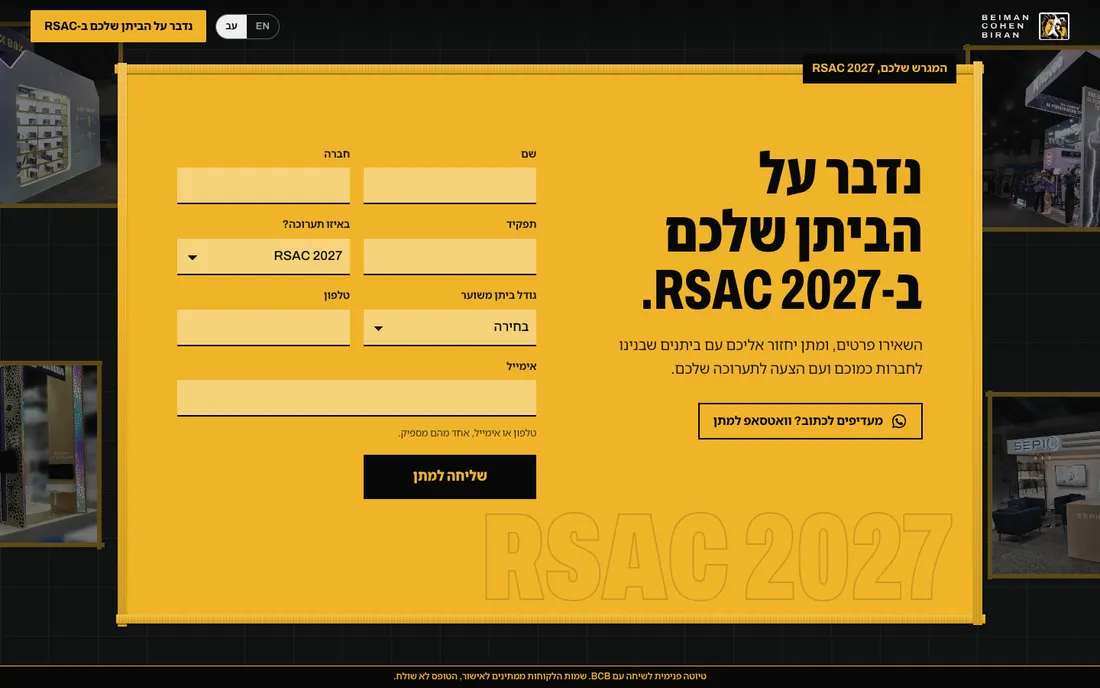 BEIMAN
COHEN
BIRAN
EN
עב
נדבר על הביתן שלכם ב-RSAC
המגרש שלכם, RSAC 2027
נדבר על
הביתן שלכם
ב-RSAC 2027.
השאירו פרטים, ומתן יחזור אליכם עם ביתנים שבנינו
לחברות כמוכם ועם הצעה לתערוכה שלכם.
מעדיפים לכתוב? וואטסאפ למתן
שם
חברה
תפקיד
באיזו תערוכה?
RSAC 2027
גודל ביתן משוער
טלפון
בחירה
אימייל
טלפון או אימייל, אחד מהם מספיק.
שליחה למתן
RSAC 2027
SEPIO
טיוטה פנימית לשיחה עם BCB. שמות הלקוחות ממתינים לאישור, הטופס לא שולח.